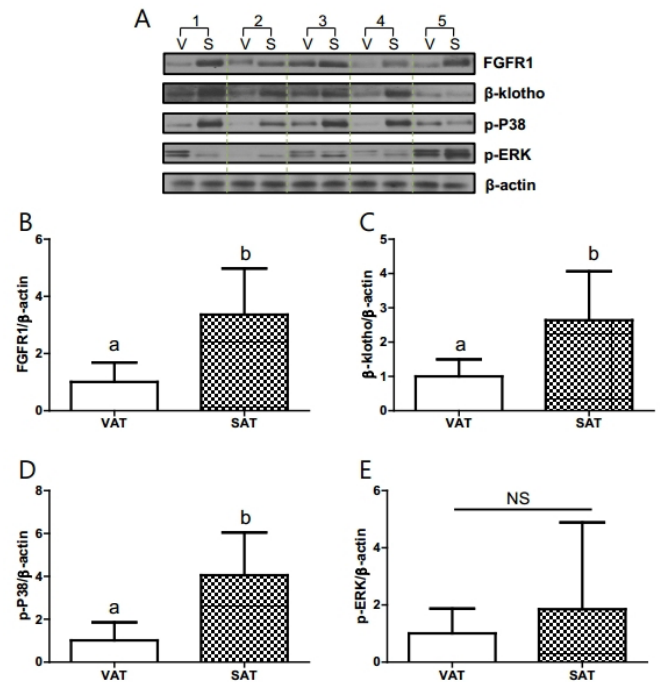 A
1 2 3 4 5
V S V S V S V S V S
FGFR1
β-klotho
p-P38
p-ERK
β-actin
B
FGFR1/β-actin
6
4
2
0
a
b
VAT SAT
C
β-klotho/β-actin
5
4
3
2
1
0
a
b
VAT SAT
D
p-P38/β-actin
8
6
4
2
0
a
b
VAT SAT
E
p-ERK/β-actin
6
4
2
0
NS
VAT SAT